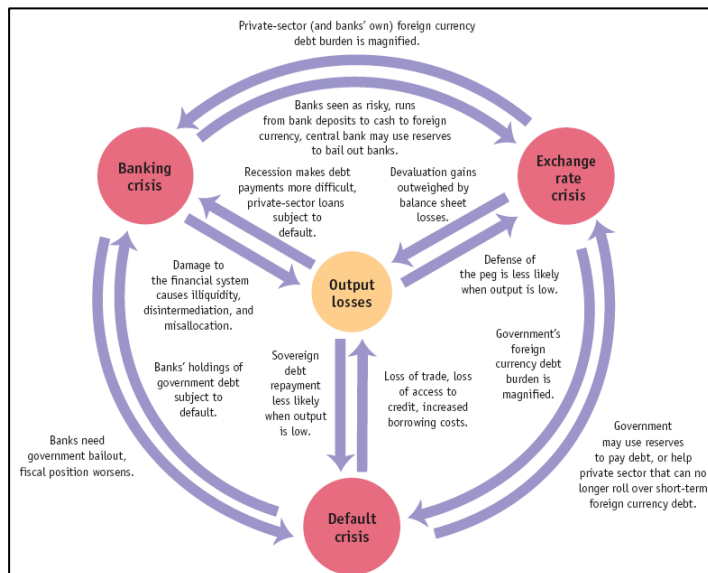 Private-sector (and banks' own) foreign currency
debt burden is magnified.
Banks seen as risky, runs
from bank deposits to cash to foreign
currency, central bank may use reserves
to bail out banks.
Banking
crisis
Exchange
rate
crisis
Recession makes debt
payments more difficult,
private-sector loans
subject to
default.
Devaluation gains
outweighed by
balance sheet
losses.
Damage to
the financial system
causes illiquidity,
disintermediation, and
misallocation.
Output
losses
Defense of
the peg is less likely
when output is low.
Banks' holdings of
government debt
subject to
default.
Sovereign
debt
repayment
less likely
when output
is low.
Loss of trade, loss
of access to
credit, increased
borrowing costs.
Government's
foreign
currency debt
burden is
magnified.
Banks need
government bailout,
fiscal position worsens.
Government
may use reserves
to pay debt, or help
private sector that can no
longer roll over short-term
foreign currency debt.
Default
crisis